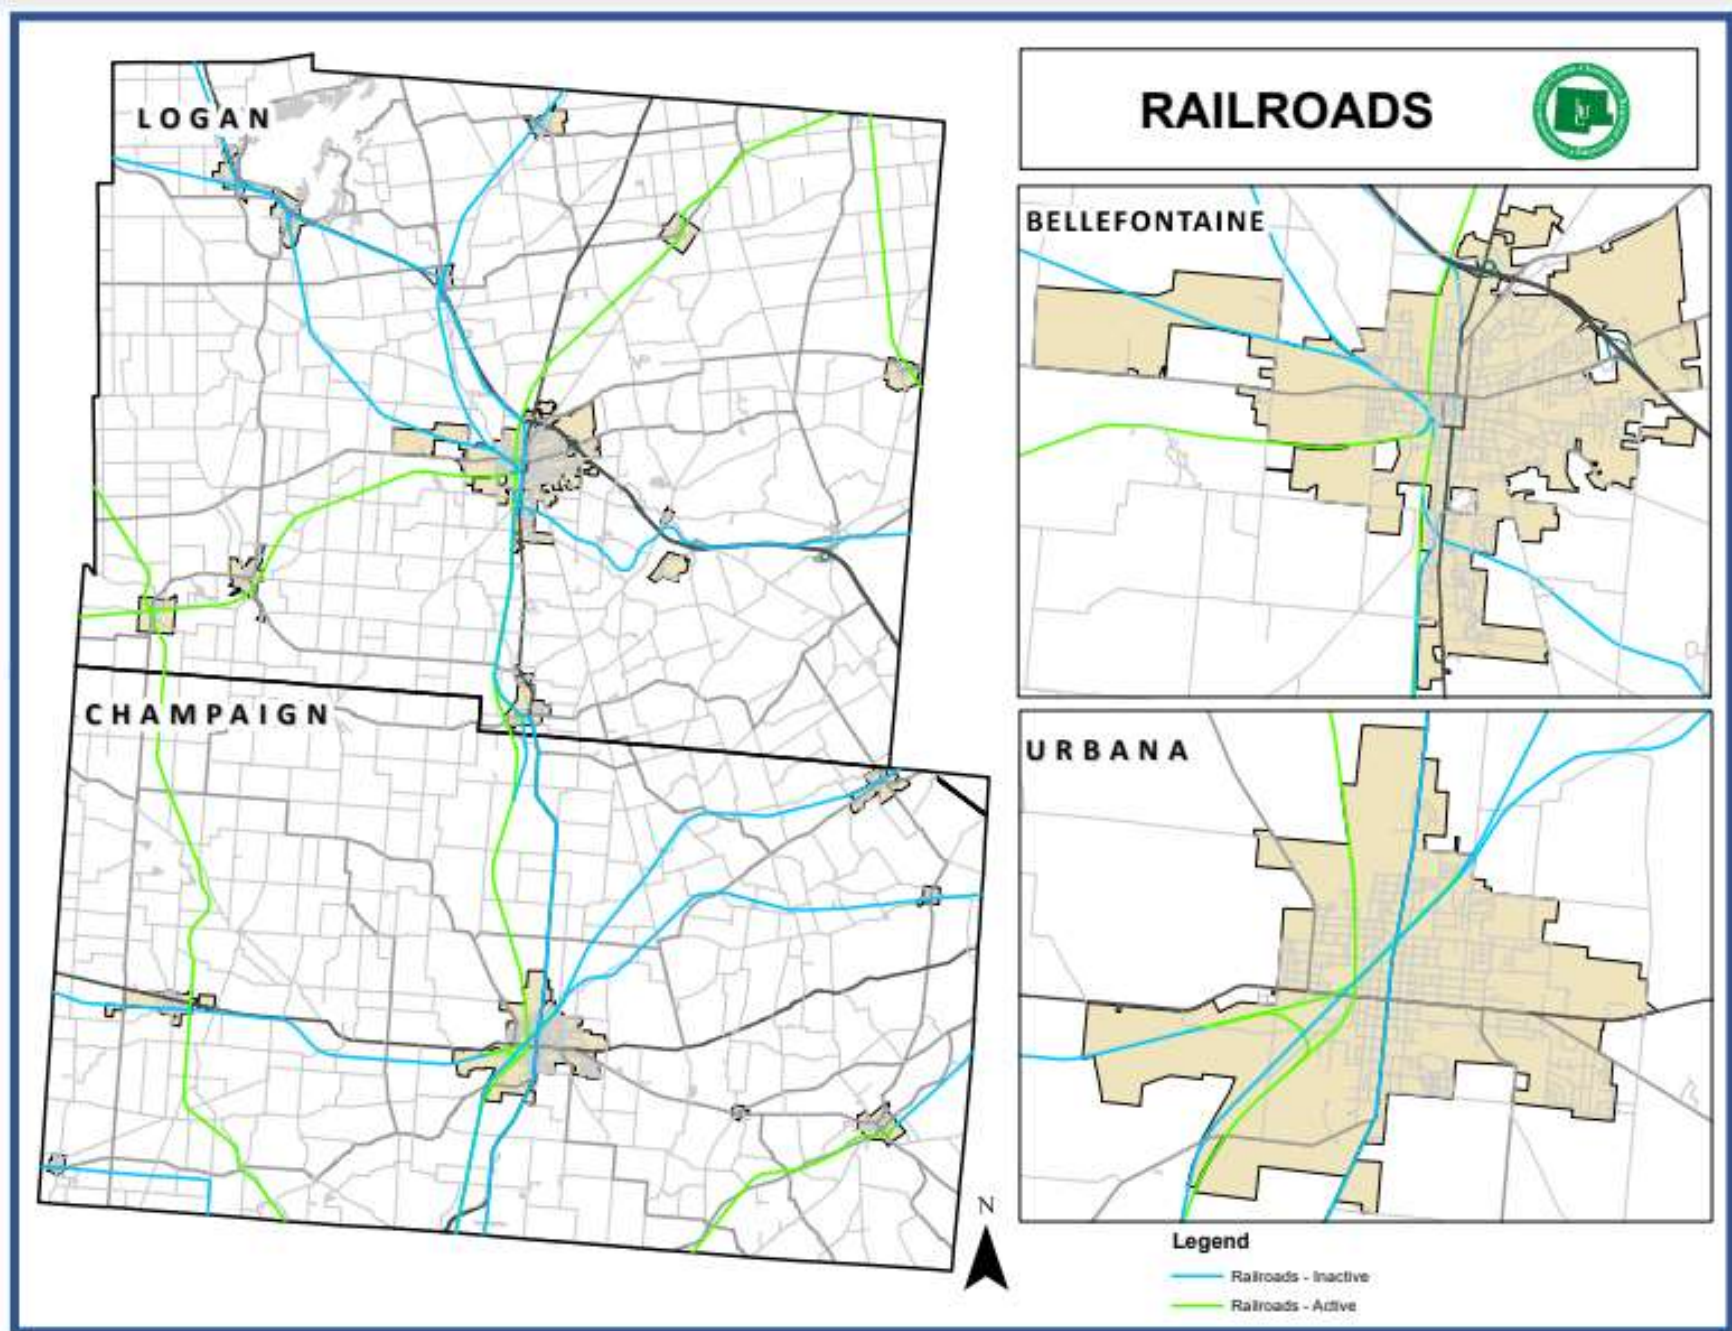 RAILROADS
LOGAN
CHAMPAIGN
BELLEFONTAINE
URBANA
N
Legend
Railroads - Inactive
Railroads - Active